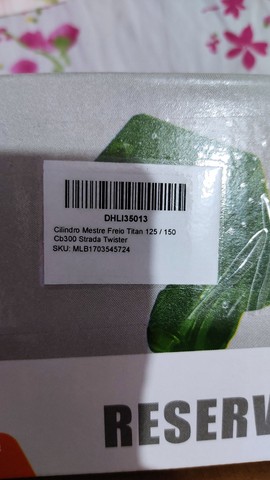 DHLI35013
Cilindro Mestre Freio Titan 125 / 150
Cb300 Strada Twister
SKU: MLB1703545724
RESERV